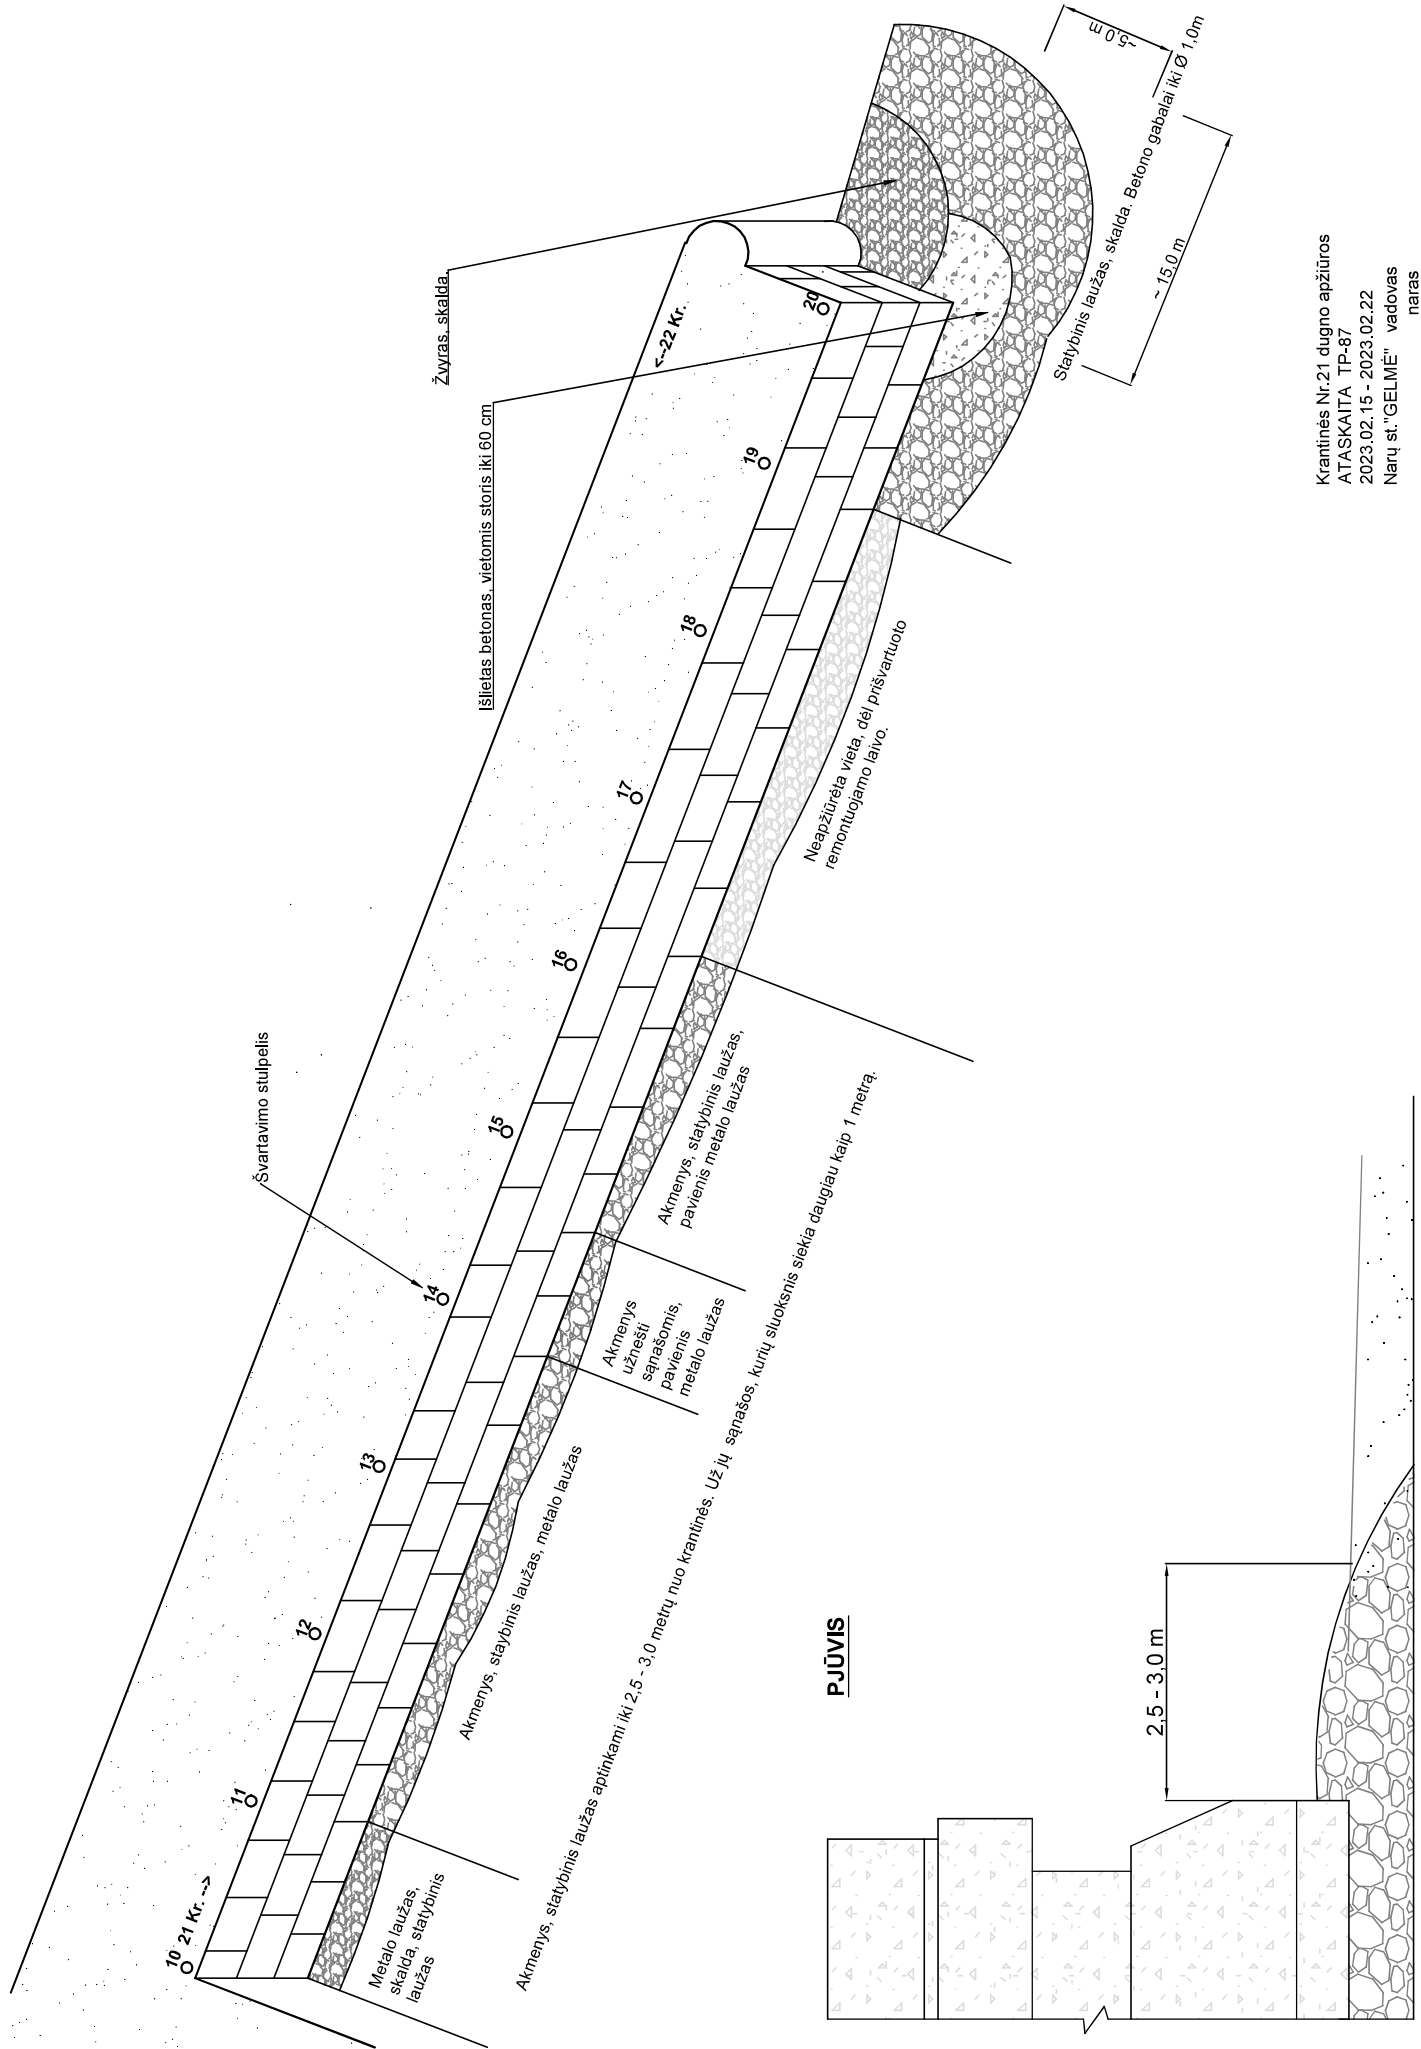 Žvyras, skalda.
Išlietas betonas, vietomis storis iki 60 cm
Švartavimo stulpelis
<--22 Kr.
21 Kr. -->
10
11
12
13
14
15
16
17
18
19
20
~5,0 m
~ 15,0 m
Statybinis laužas, skalda. Betono gabalai iki Ø 1,0m
Neapžiūrėta vieta, dėl prišvartuoto
remontuojamo laivo.
Akmenys, statybinis laužas,
pavienis metalo laužas
Akmenys
užnešti
sąnašomis,
pavienis
metalo laužas
Akmenys, staybinis laužas, metalo laužas
Metalo laužas,
skalda, statybinis
laužas
Akmenys, statybinis laužas aptinkami iki 2,5 - 3,0 metrų nuo krantinės. Už jų sąnašos, kurių sluoksnis siekia daugiau kaip 1 metrą.
PJŪVIS
2,5 - 3,0 m
Krantinės Nr.21 dugno apžiūros
ATASKAITA TP-87
2023.02.15 - 2023.02.22
Narų st."GELMĖ" vadovas
naras